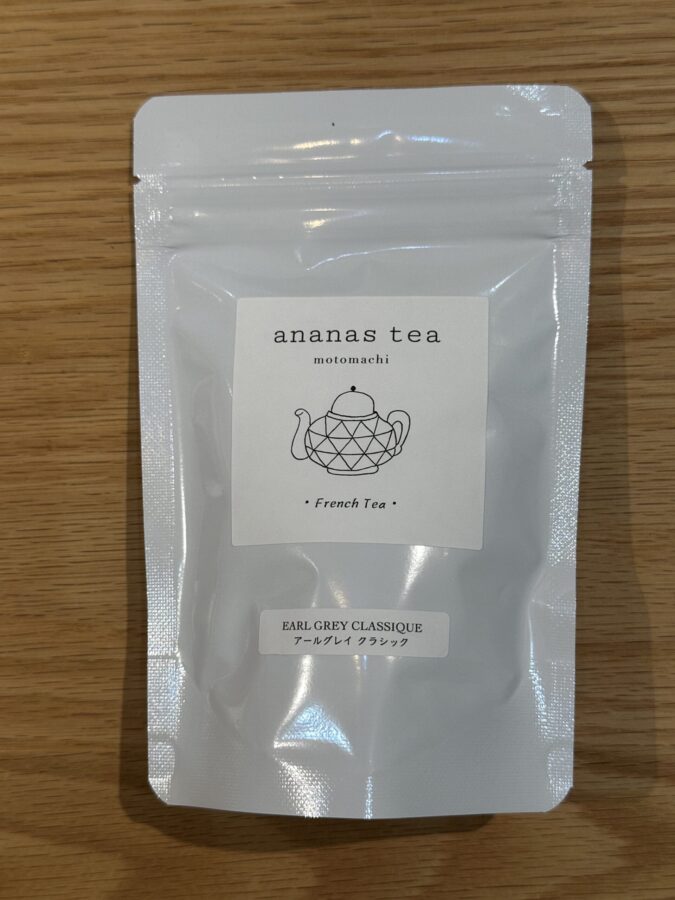 ananas tea
motomachi
• French Tea •
EARL GREY CLASSIQUE
アールグレイ クラシック